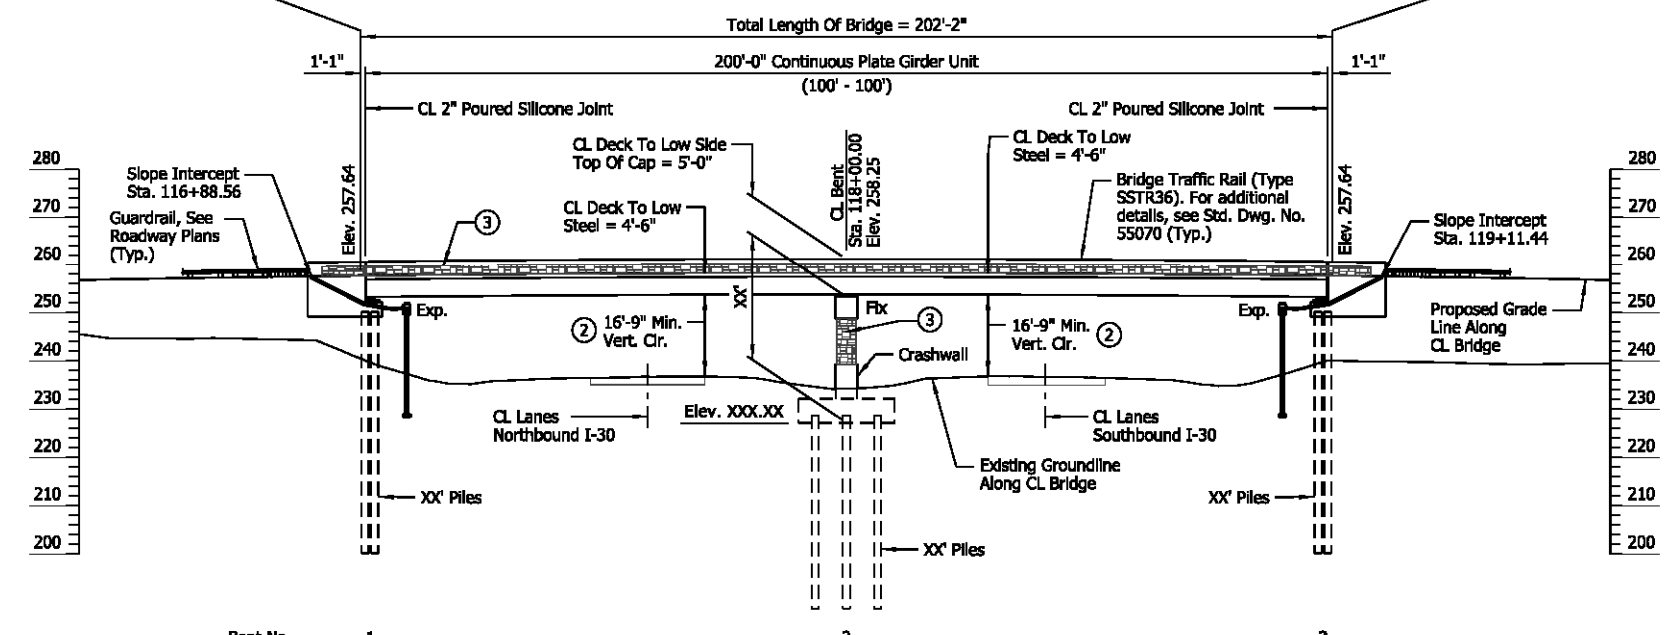 Total Length Of Bridge = 202'-2"
1'-1"
200'-0" Continuous Plate Girder Unit
(100' - 100')
1'-1"
CL 2" Poured Silicone Joint
CL 2" Poured Silicone Joint
CL Deck To Low Side
Top Of Cap = 5'-0"
CL Bent
Sta. 118+00.00
Elev. 258.25
CL Deck To Low
Steel = 4'-6"
280
270
260
250
240
230
220
210
200
Slope Intercept
Sta. 116+88.56
Guardrail, See
Roadway Plans
(Typ.)
Elev. 257.64
3
CL Deck To Low
Steel = 4'-6"
Bridge Traffic Rail (Type
SSTR36). For additional
details, see Std. Dwg. No.
55070 (Typ.)
Elev. 257.64
Slope Intercept
Sta. 119+11.44
280
270
260
250
240
230
220
210
200
Exp.
2
16'-9" Min.
Vert. Clr.
XX'
Fix
3
Crashwall
16'-9" Min.
Vert. Clr.
2
Exp.
Proposed Grade
Line Along
CL Bridge
CL Lanes
Northbound I-30
Elev. XXX.XX
CL Lanes
Southbound I-30
Existing Groundline
Along CL Bridge
XX' Piles
XX' Piles
XX' Piles
Bent No.